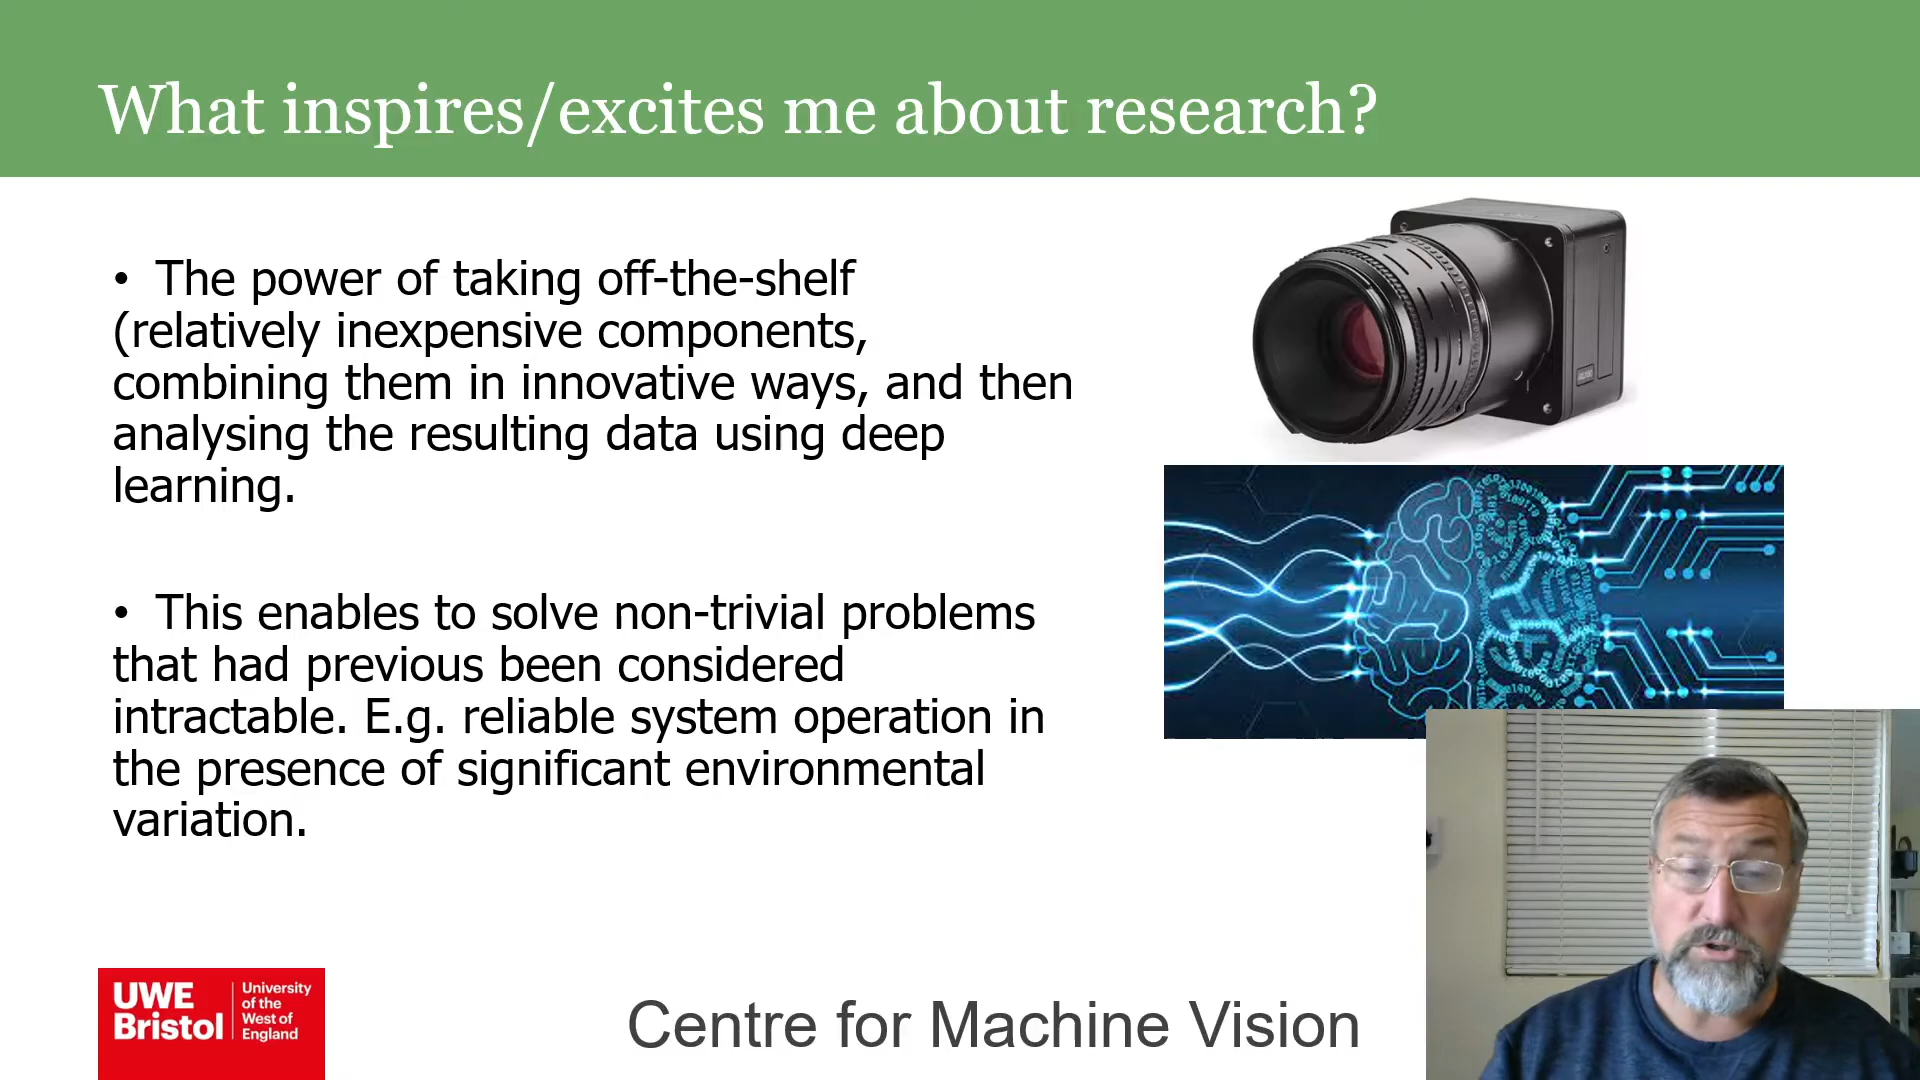 What inspires/excites me about research?
• The power of taking off-the-shelf
(relatively inexpensive components,
combining them in innovative ways, and then
analysing the resulting data using deep
learning.
• This enables to solve non-trivial problems
that had previous been considered
intractable. E.g. reliable system operation in
the presence of significant environmental
variation.
UWE
Bristol
University
of the
West of
England
Centre for Machine Vision